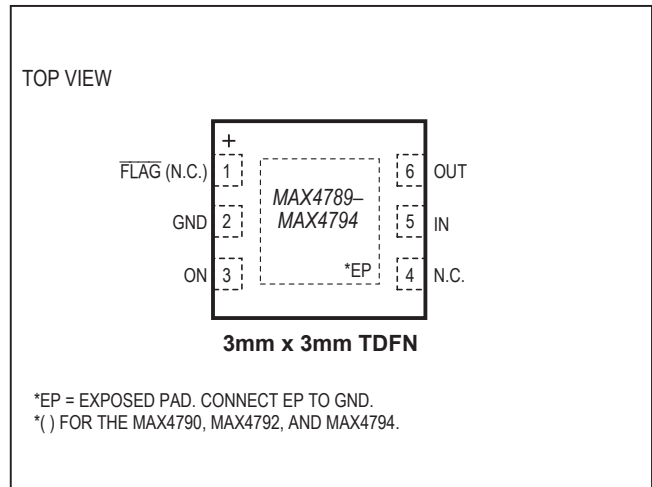 TOP VIEW
+
FLAG (N.C.) 1
GND 2
ON 3
MAX4789–
MAX4794
*EP
6 OUT
5 IN
4 N.C.
3mm x 3mm TDFN
*EP = EXPOSED PAD. CONNECT EP TO GND.
*( ) FOR THE MAX4790, MAX4792, AND MAX4794.